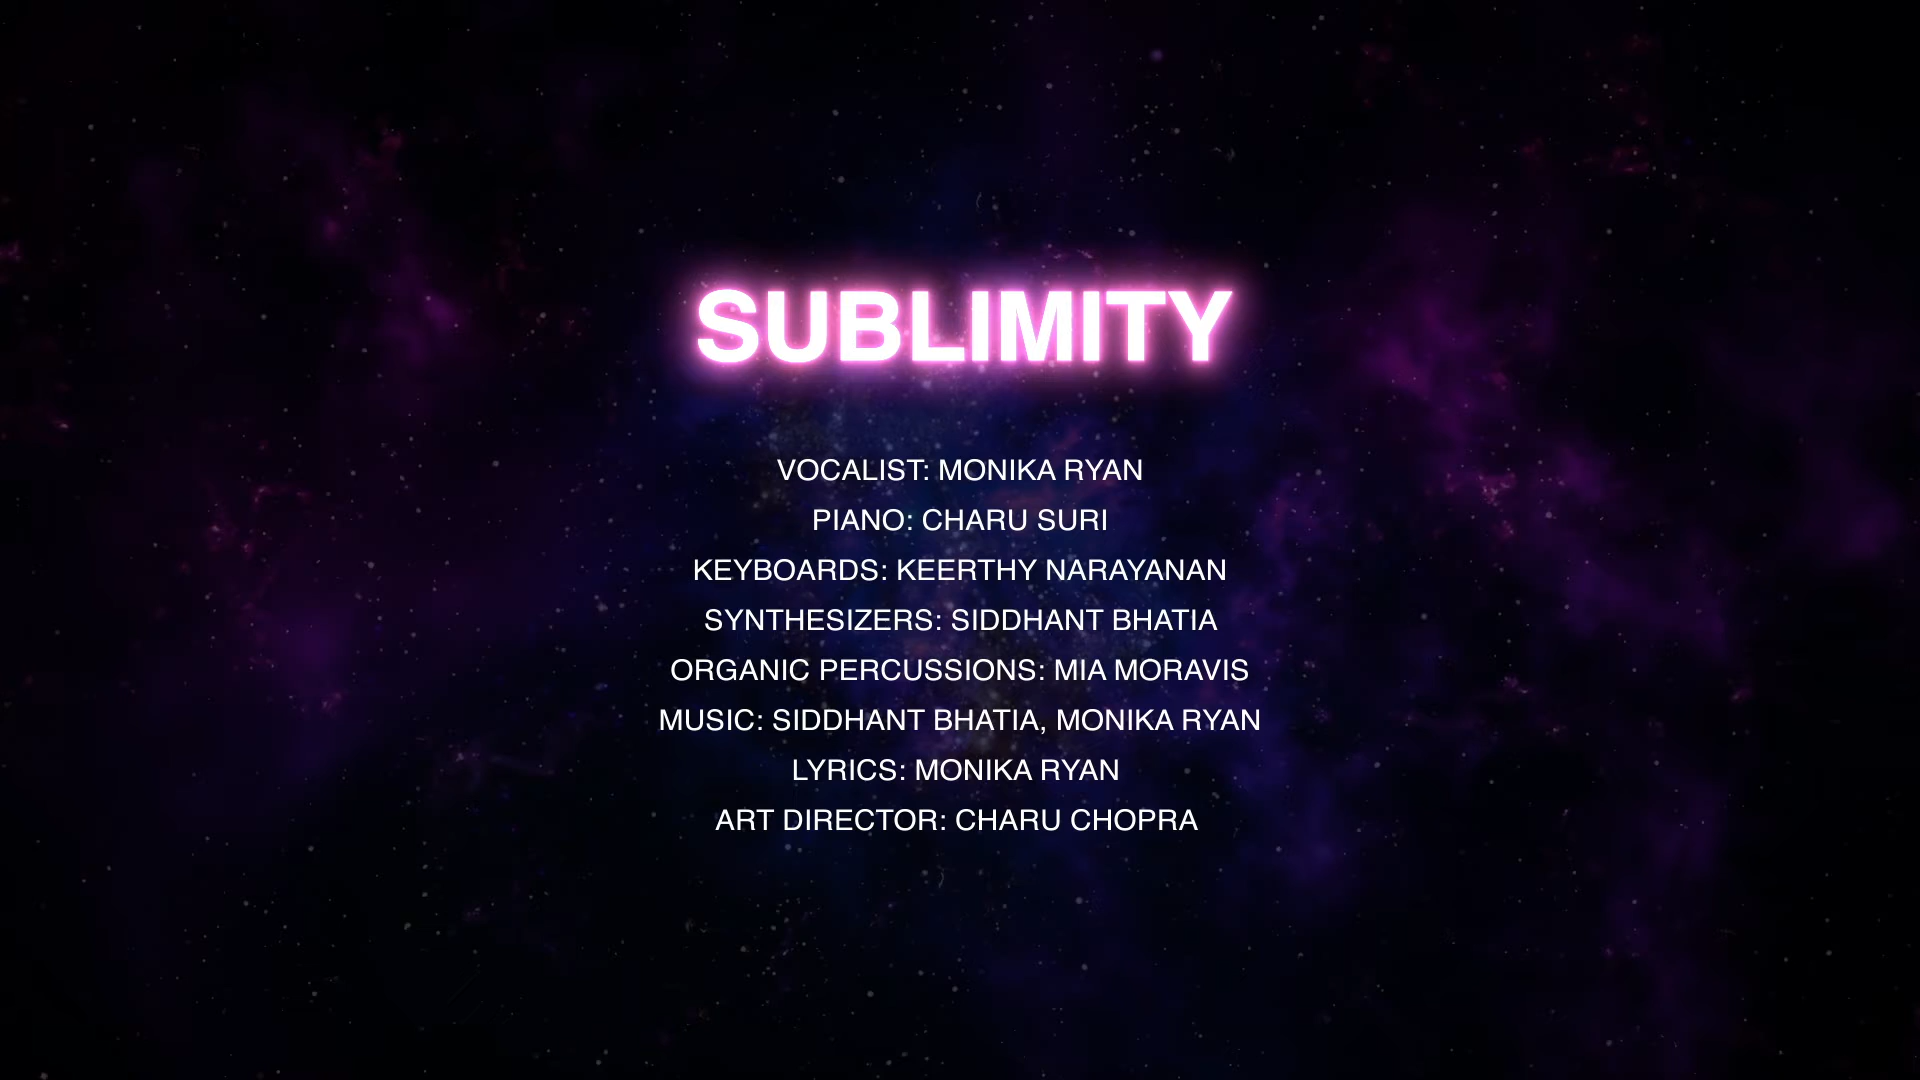 SUBLIMITY
VOCALIST: MONIKA RYAN
PIANO: CHARU SURI
KEYBOARDS: KEERTHY NARAYANAN
SYNTHESIZERS: SIDDHANT BHATIA
ORGANIC PERCUSSIONS: MIA MORAVIS
MUSIC: SIDDHANT BHATIA, MONIKA RYAN
LYRICS: MONIKA RYAN
ART DIRECTOR: CHARU CHOPRA